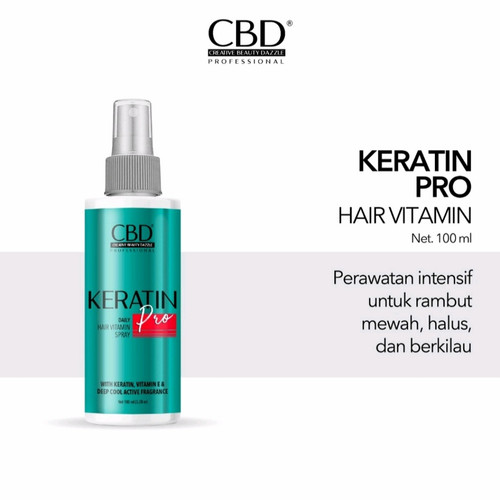 CBD®
CREATIVE BEAUTY DAZZLE
PROFESSIONAL
KERATIN
PRO
HAIR VITAMIN
Net. 100 ml
Perawatan intensif
untuk rambut
mewah, halus,
dan berkilau
CBD
CREATIVE BEAUTY DAZZLE
PROFESSIONAL
KERATIN
Pro
DAILY
HAIR VITAMIN
SPRAY
WITH KERATIN, VITAMIN E &
DEEP COOL ACTIVE FRAGRANCE